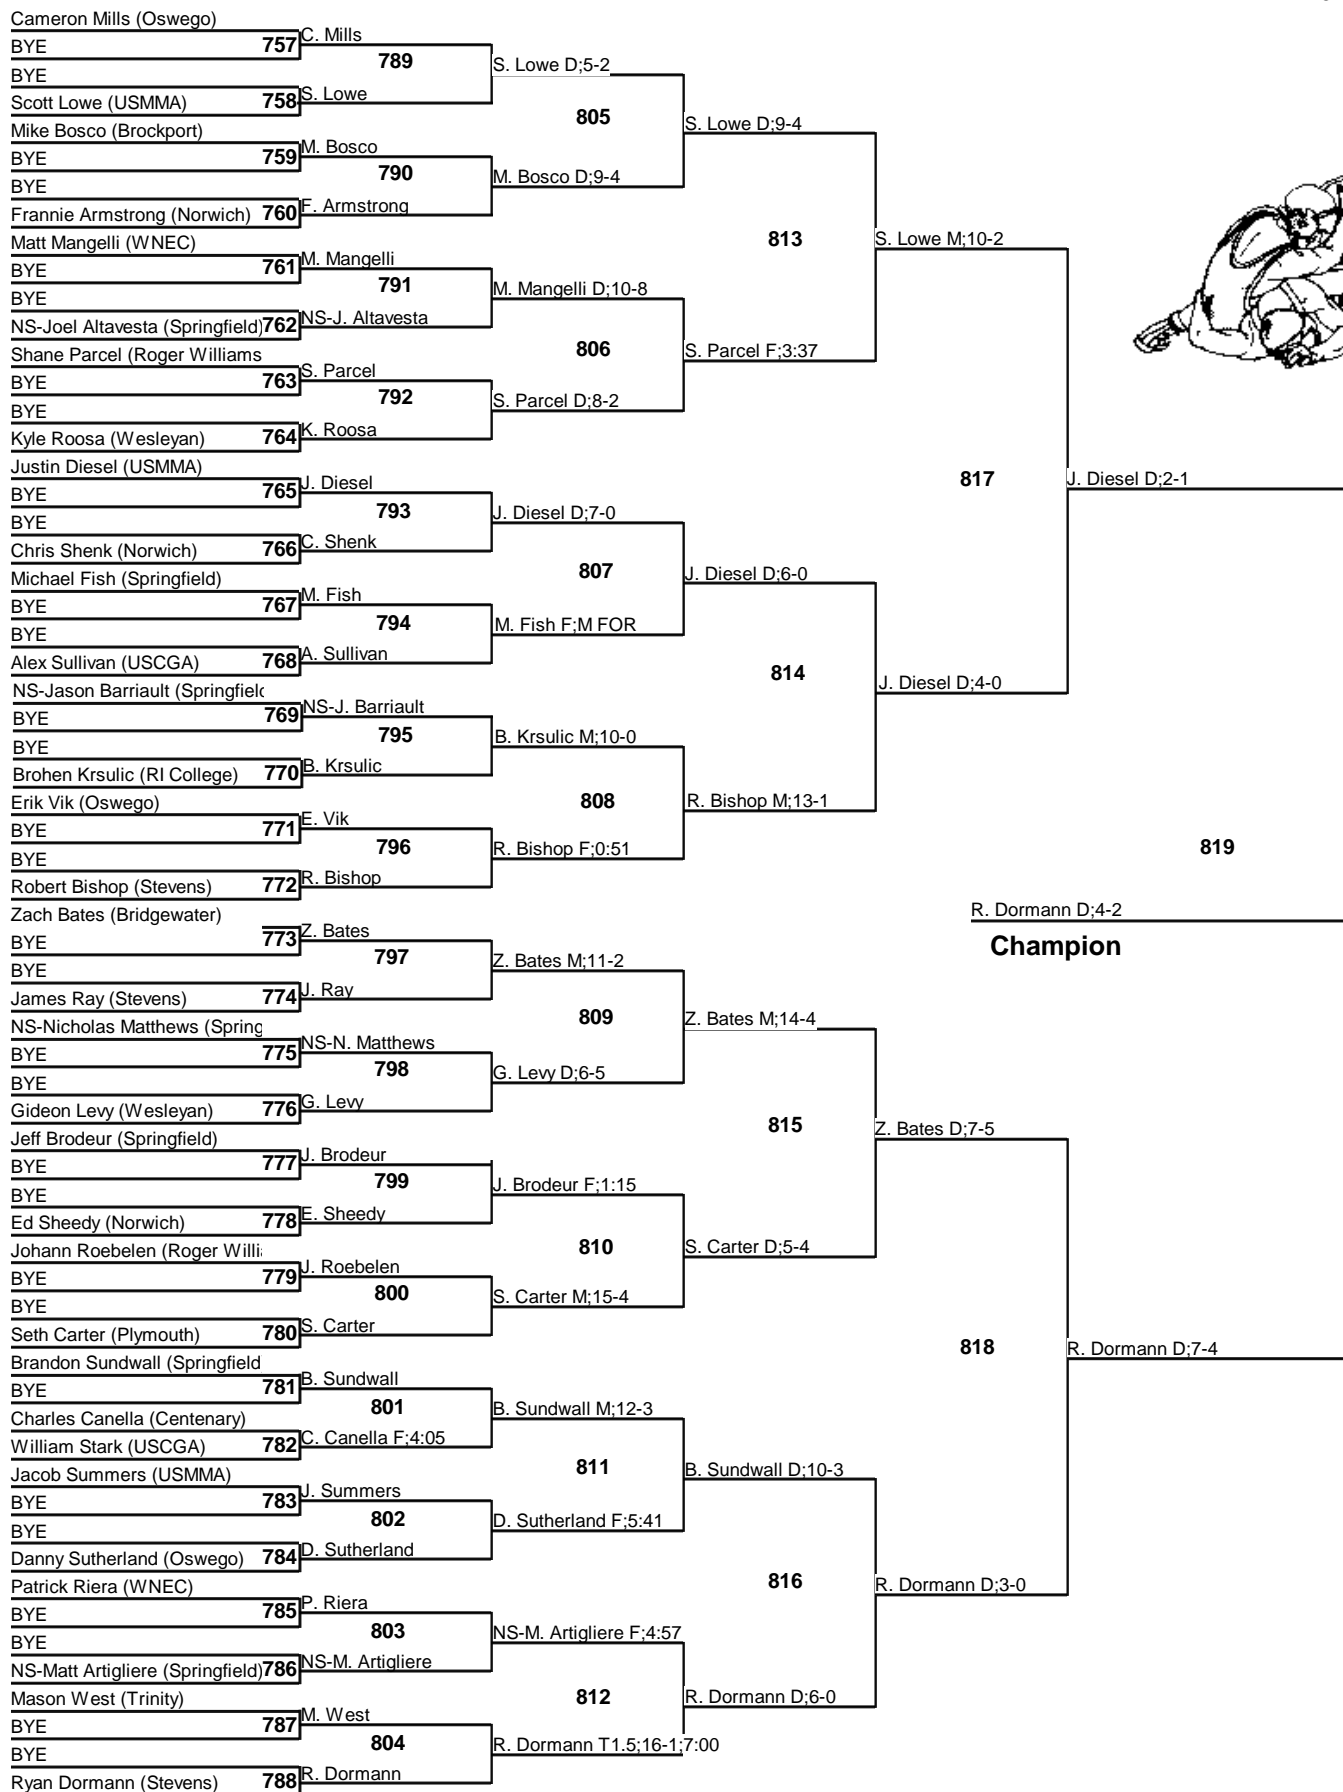 Cameron Mills (Oswego)
C. Mills
BYE 757
789
S. Lowe D;5-2
BYE
S. Lowe
Scott Lowe (USMMA) 758
805
S. Lowe D;9-4
Mike Bosco (Brockport)
M. Bosco
BYE 759
790
M. Bosco D;9-4
BYE
F. Armstrong
Frannie Armstrong (Norwich) 760
813
S. Lowe M;10-2
Matt Mangelli (WNEC)
M. Mangelli
BYE 761
791
M. Mangelli D;10-8
BYE
NS-J. Altavesta
NS-Joel Altavesta (Springfield) 762
806
S. Parcel F;3:37
Shane Parcel (Roger Williams
S. Parcel
BYE 763
792
S. Parcel D;8-2
BYE
K. Roosa
Kyle Roosa (Wesleyan) 764
817
J. Diesel D;2-1
Justin Diesel (USMMA)
J. Diesel
BYE 765
793
J. Diesel D;7-0
BYE
C. Shenk
Chris Shenk (Norwich) 766
807
J. Diesel D;6-0
Michael Fish (Springfield)
M. Fish
BYE 767
794
M. Fish F;M FOR
BYE
A. Sullivan
Alex Sullivan (USCGA) 768
814
J. Diesel D;4-0
NS-Jason Barriault (Springfield
NS-J. Barriault
BYE 769
795
B. Krsulic M;10-0
BYE
B. Krsulic
Brohen Krsulic (RI College) 770
808
R. Bishop M;13-1
Erik Vik (Oswego)
E. Vik
BYE 771
796
R. Bishop F;0:51
BYE
R. Bishop
Robert Bishop (Stevens) 772
819
R. Dormann D;4-2
Champion
Zach Bates (Bridgewater)
Z. Bates
BYE 773
797
Z. Bates M;11-2
BYE
J. Ray
James Ray (Stevens) 774
809
Z. Bates M;14-4
NS-Nicholas Matthews (Spring
NS-N. Matthews
BYE 775
798
G. Levy D;6-5
BYE
G. Levy
Gideon Levy (Wesleyan) 776
815
Z. Bates D;7-5
Jeff Brodeur (Springfield)
J. Brodeur
BYE 777
799
J. Brodeur F;1:15
BYE
E. Sheedy
Ed Sheedy (Norwich) 778
810
S. Carter D;5-4
Johann Roebelen (Roger Willi
J. Roebelen
BYE 779
800
S. Carter M;15-4
BYE
S. Carter
Seth Carter (Plymouth) 780
818
R. Dormann D;7-4
Brandon Sundwall (Springfield
B. Sundwall
BYE 781
801
B. Sundwall M;12-3
Charles Canella (Centenary)
C. Canella F;4:05
William Stark (USCGA) 782
811
B. Sundwall D;10-3
Jacob Summers (USMMA)
J. Summers
BYE 783
802
D. Sutherland F;5:41
BYE
D. Sutherland
Danny Sutherland (Oswego) 784
816
R. Dormann D;3-0
Patrick Riera (WNEC)
P. Riera
BYE 785
803
NS-M. Artigliere F;4:57
BYE
NS-M. Artigliere
NS-Matt Artigliere (Springfield) 786
812
R. Dormann D;6-0
Mason West (Trinity)
M. West
BYE 787
804
R. Dormann T1.5;16-1;7:00
BYE
R. Dormann
Ryan Dormann (Stevens) 788